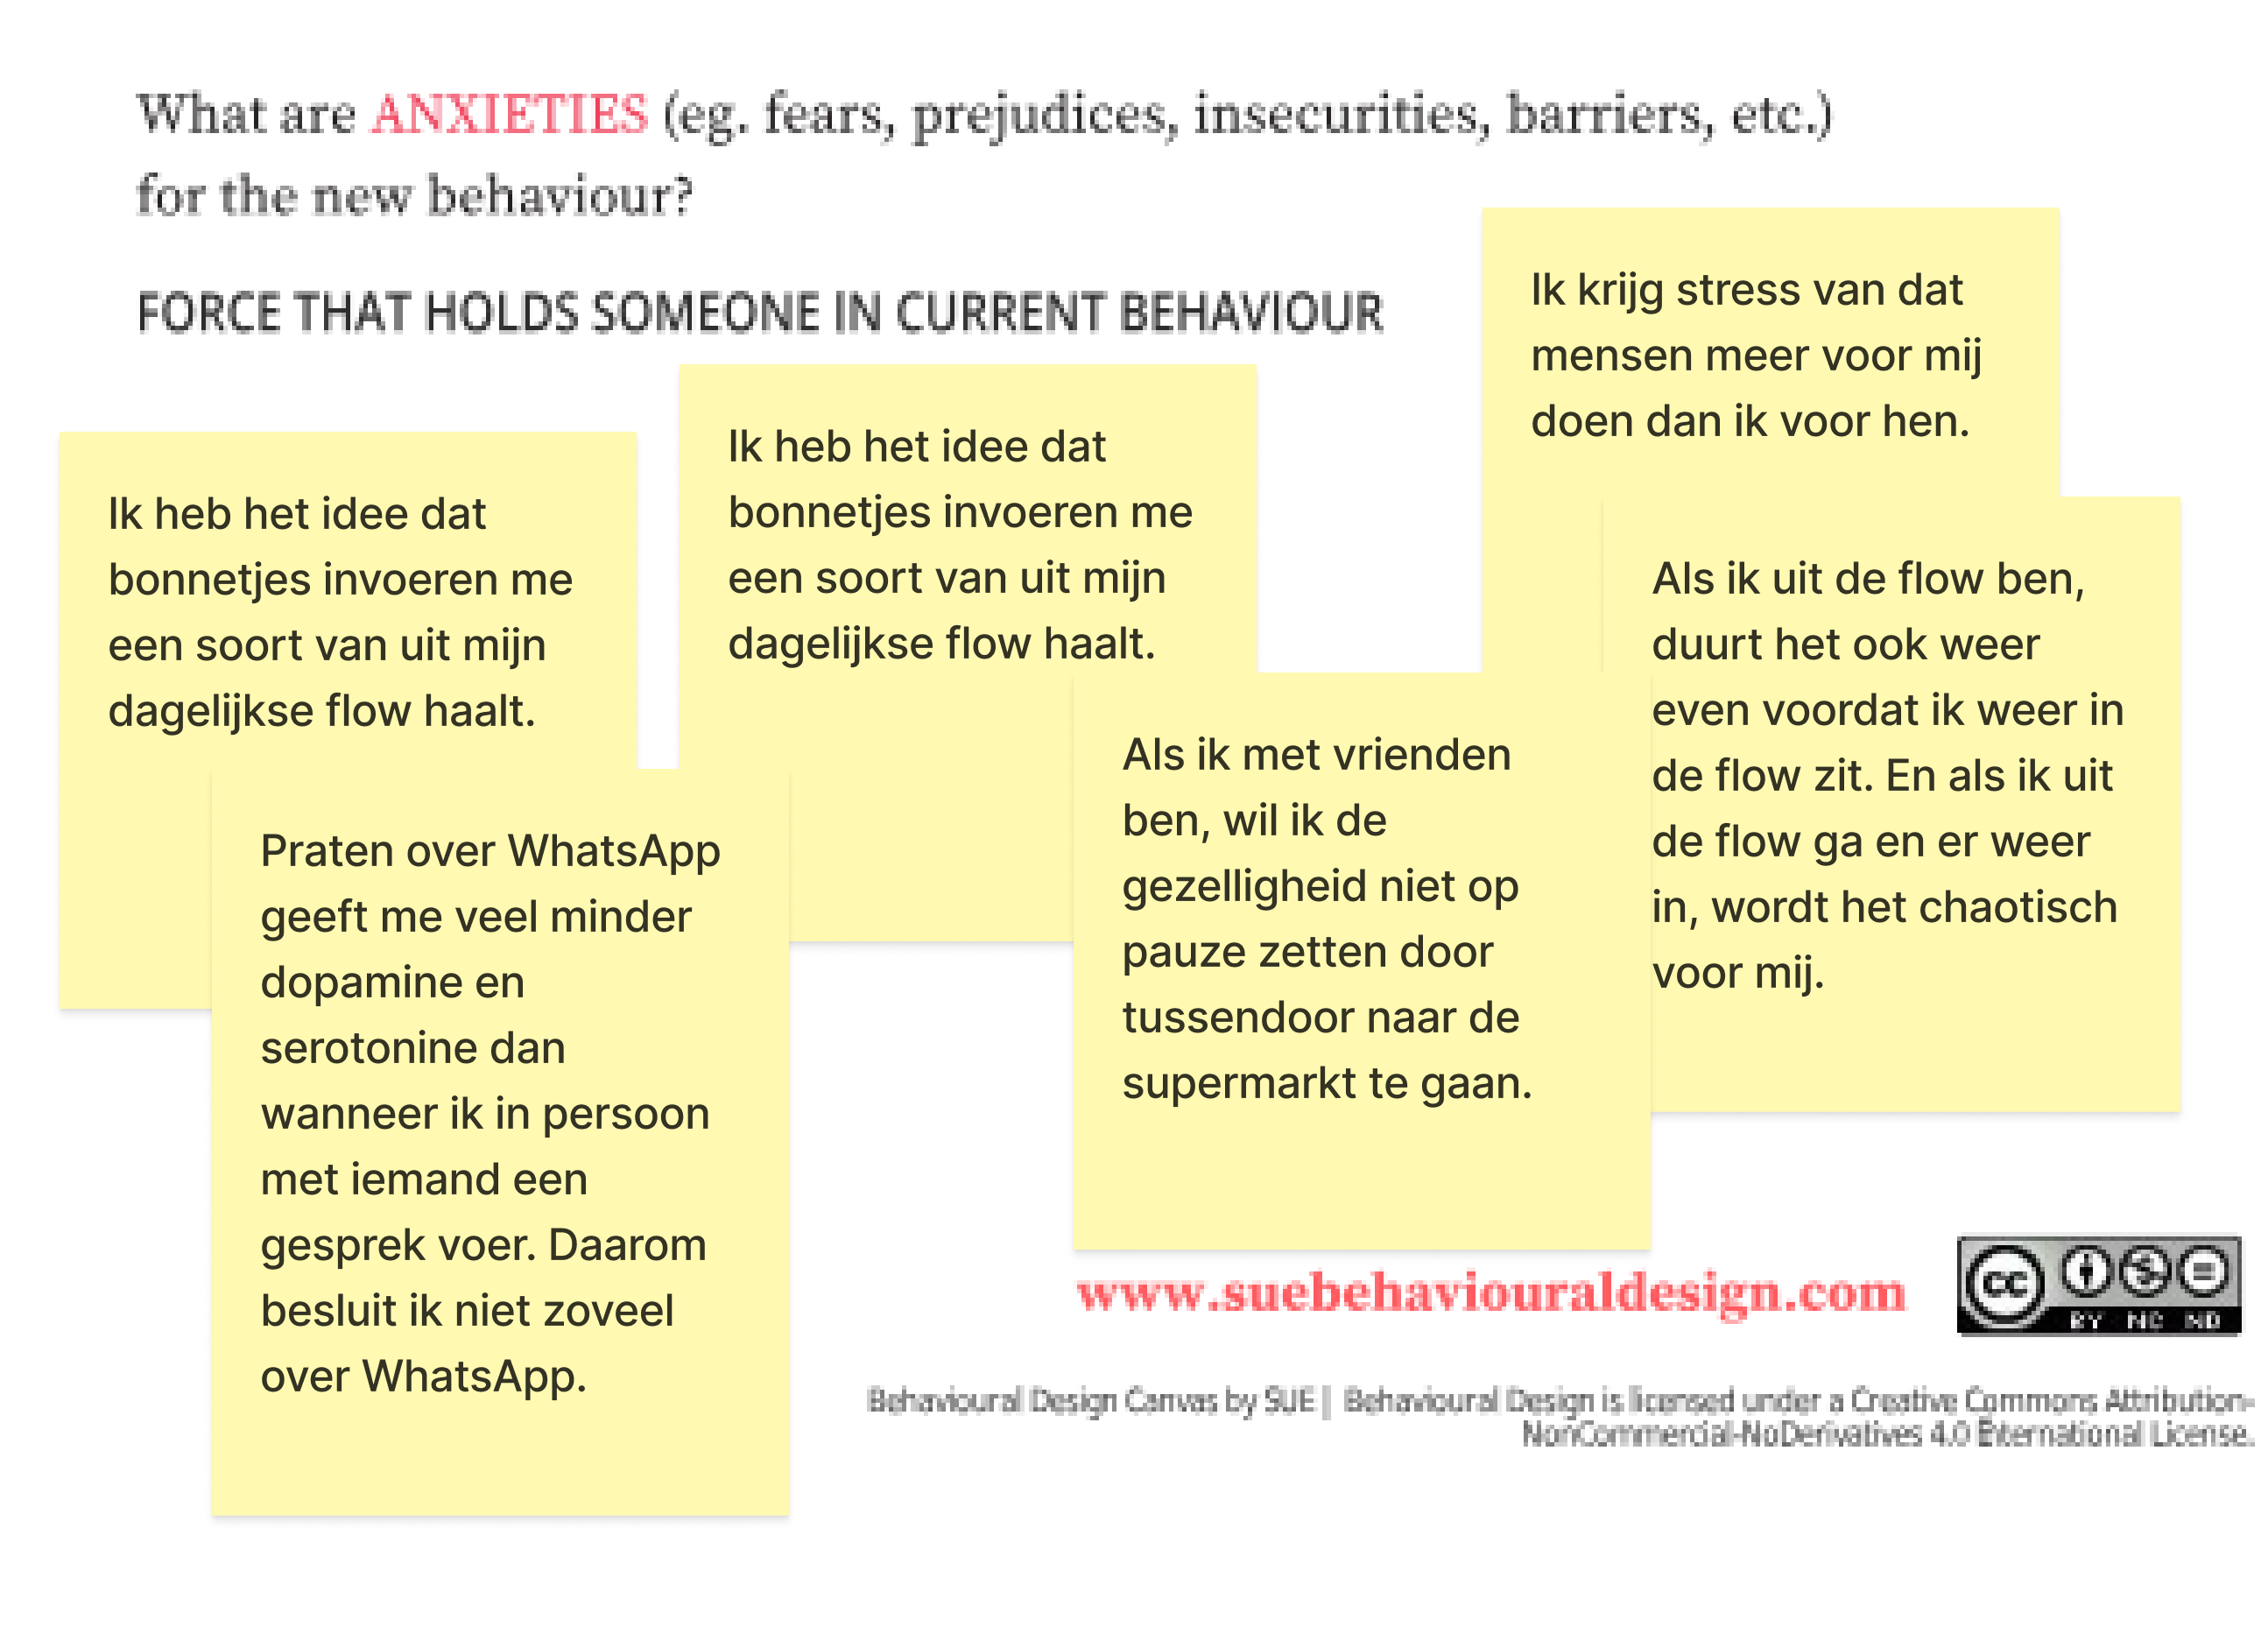 What are ANXIETIES (eg. fears, prejudices, insecurities, barriers, etc.)
for the new behaviour?
FORCE THAT HOLDS SOMEONE IN CURRENT BEHAVIOUR
Ik heb het idee dat
bonnetjes invoeren me
een soort van uit mijn
dagelijkse flow haalt.
Praten over WhatsApp
geeft me veel minder
dopamine en
serotonine dan
wanneer ik in persoon
met iemand een
gesprek voer. Daarom
besluit ik niet zoveel
over WhatsApp.
Ik heb het idee dat
bonnetjes invoeren me
een soort van uit mijn
dagelijkse flow haalt.
Als ik met vrienden
ben, wil ik de
gezelligheid niet op
pauze zetten door
tussendoor naar de
supermarkt te gaan.
Ik krijg stress van dat
mensen meer voor mij
doen dan ik voor hen.
Als ik uit de flow ben,
duurt het ook weer
even voordat ik weer in
de flow zit. En als ik uit
de flow ga en er weer
in, wordt het chaotisch
voor mij.
www.suebehaviouraldesign.com
cc BY NC ND
Behavioural Design Canvas by SUE | Behavioural Design is licensed under a Creative Commons Attribution-
NonCommercial-NoDerivatives 4.0 International License.